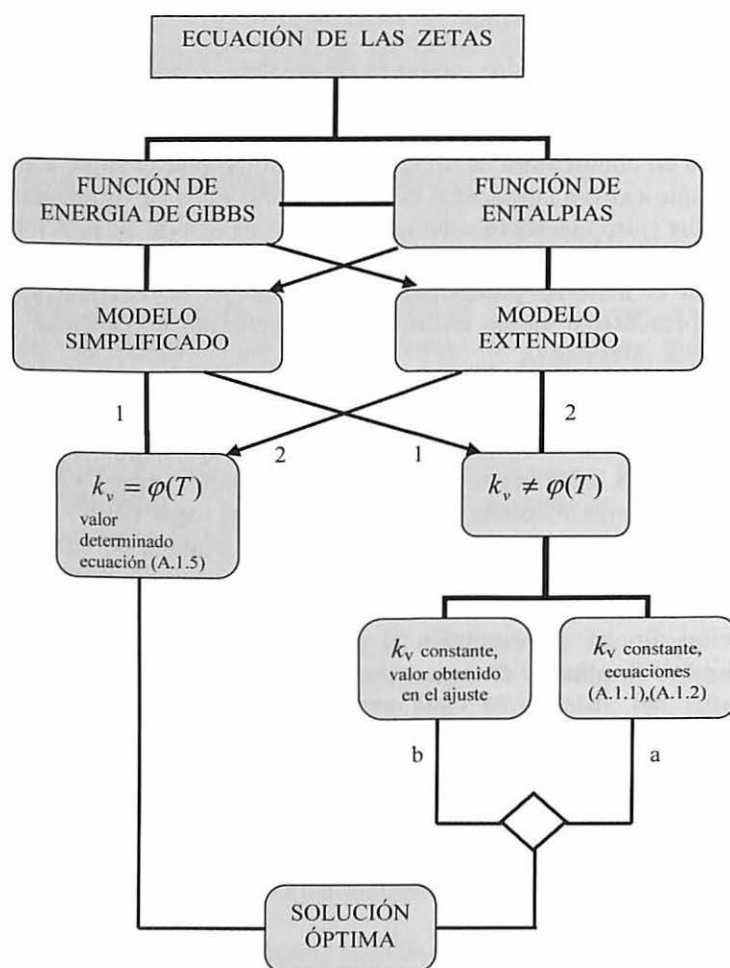 ECUACIÓN DE LAS ZETAS
FUNCIÓN DE
ENERGIA DE GIBBS
FUNCIÓN DE
ENTALPIAS
MODELO
SIMPLIFICADO
MODELO
EXTENDIDO
1
2
2
1
k_v = φ(T)
valor
determinado
ecuación (A.1.5)
k_v ≠ φ(T)
k_v constante,
valor obtenido
en el ajuste
k_v constante,
ecuaciones
(A.1.1),(A.1.2)
b
a
SOLUCIÓN
ÓPTIMA